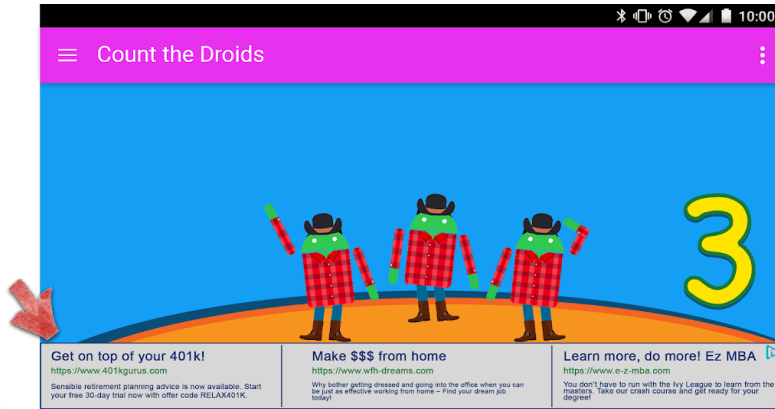 10:00
Count the Droids
3
Get on top of your 401k!
https://www.401kgurus.com
Sensible retirement planning advice is now available. Start
your free 30-day trial now with offer code RELAX401K.
Make $$$ from home
https://www.wfh-dreams.com
Why bother getting dressed and going into the office when you can
be just as effective working from home – Find your dream job
today!
Learn more, do more! Ez MBA
https://www.e-z-mba.com
You don't have to run with the Ivy League to learn from the
masters. Take our crash course and get ready for your
degree!